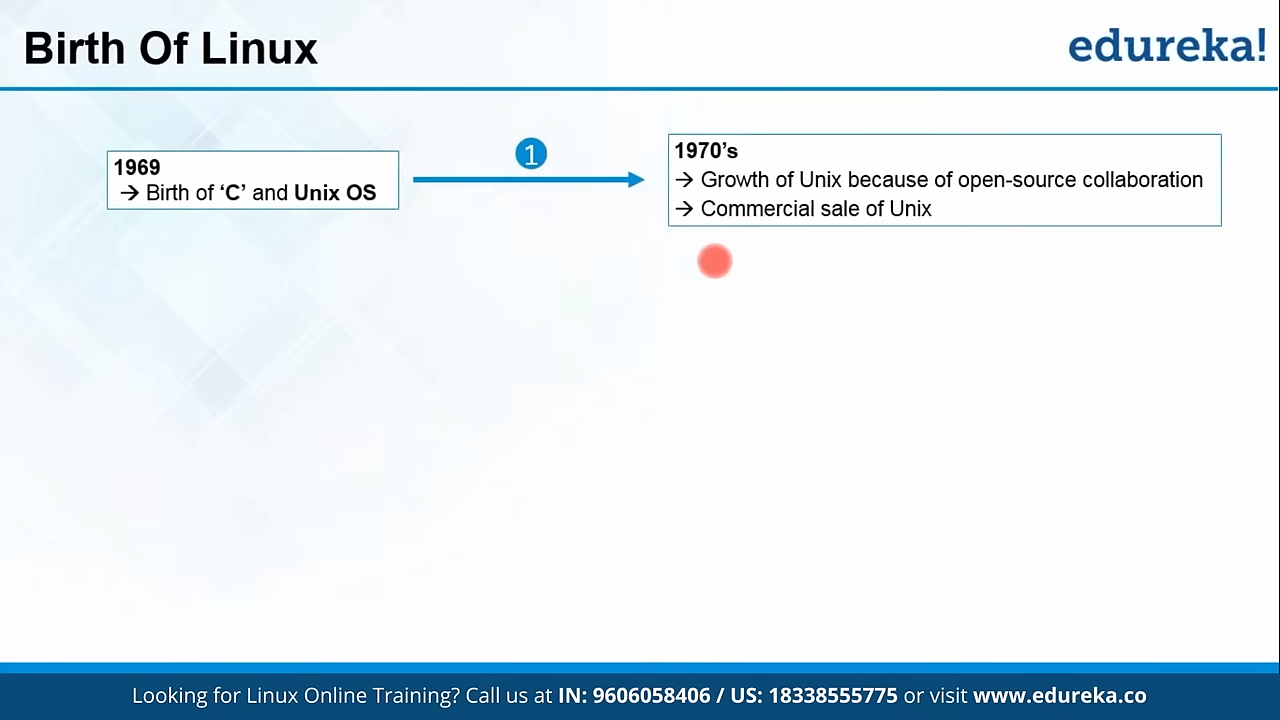 Birth Of Linux
edureka!
1969
→ Birth of ‘C’ and Unix OS
1
1970’s
→ Growth of Unix because of open-source collaboration
→ Commercial sale of Unix
Looking for Linux Online Training? Call us at IN: 9606058406 / US: 18338555775 or visit www.edureka.co